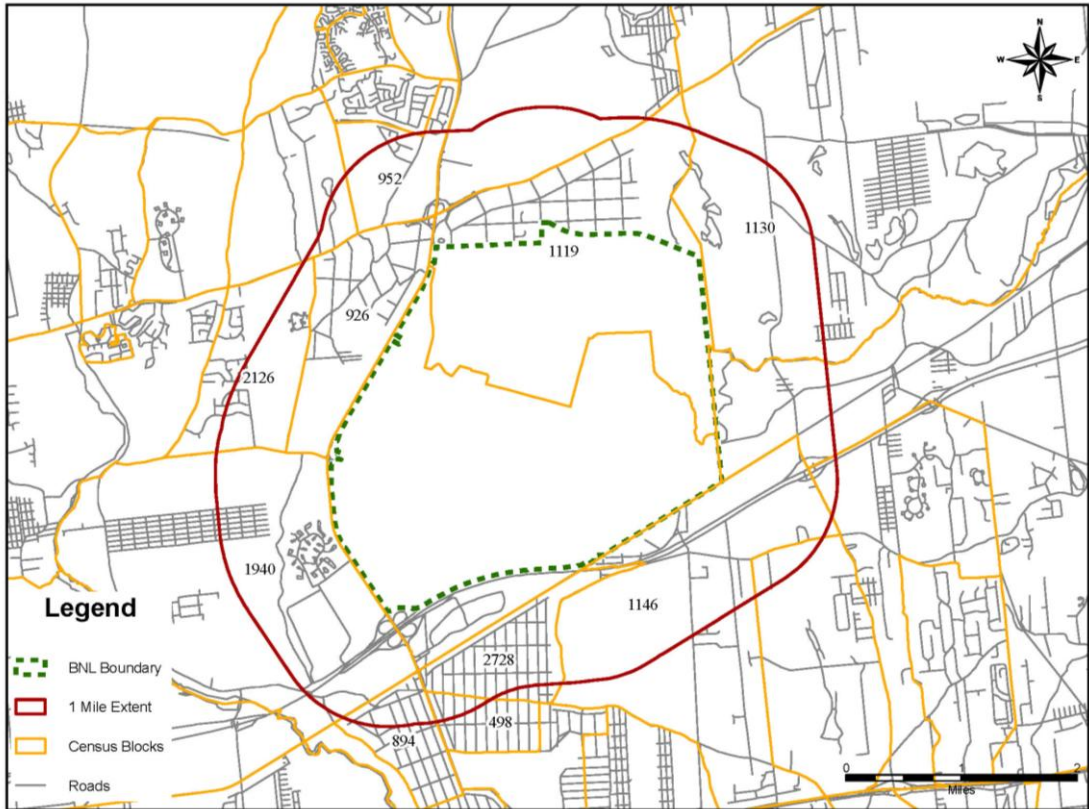 N
W E
S
952
1130
1119
926
2126
1940
1146
2728
498
894
Legend
BNL Boundary
1 Mile Extent
Census Blocks
Roads
0 1 2
Miles